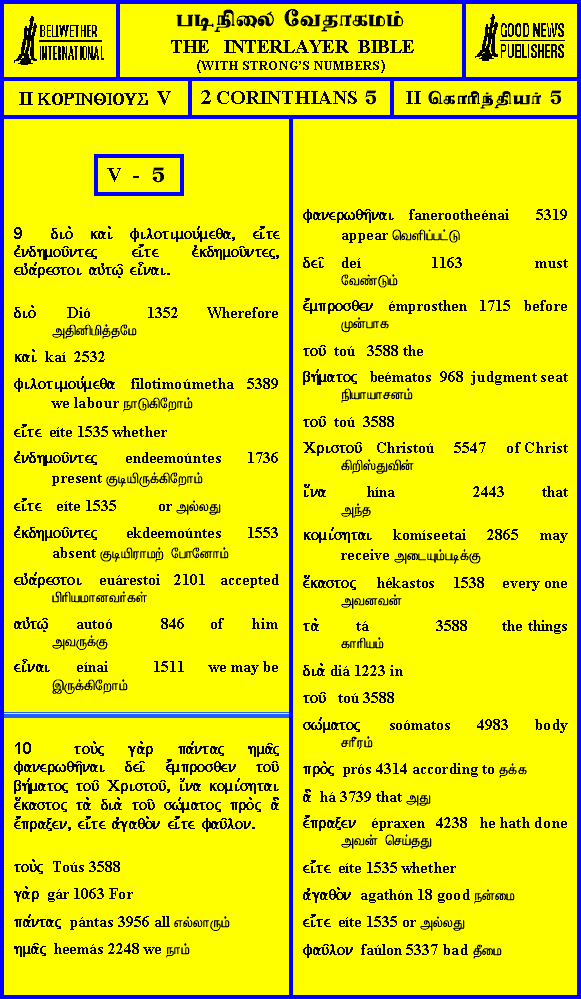 BELLWETHER
INTERNATIONAL
படிநிலை வேதாகமம்
THE INTERLAYER BIBLE
(WITH STRONG'S NUMBERS)
GOOD NEWS
PUBLISHERS
II ΚΟΡΙΝΘΙΟΥΣ V
2 CORINTHIANS 5
II கொரிந்தியர் 5
V - 5
9 διὸ καὶ φιλοτιμούμεθα, εἴτε
ἐνδημοῦντες εἴτε ἐκδημοῦντες,
εὐάρεστοι αὐτῷ εἶναι.
διὸ Dió 1352 Wherefore
அதினிமித்தமே
καὶ kaí 2532
φιλοτιμούμεθα filotimoúmetha 5389
we labour நாடுகிறோம்
εἴτε eíte 1535 whether
ἐνδημοῦντες endeemoúntes 1736
present குடியிருக்கிறோம்
εἴτε eíte 1535 or அல்லது
ἐκδημοῦντες ekdeemoúntes 1553
absent குடியிராமற் போனோம்
εὐάρεστοι euárestoi 2101 accepted
பிரியமானவர்கள்
αὐτῷ autoó 846 of him
அவருக்கு
εἶναι eínai 1511 we may be
இருக்கிறோம்
10 τοὺς γὰρ πάντας ημᾶς
φανερωθῆναι δεῖ ἔμπροσθεν τοῦ
βήματος τοῦ Χριστοῦ, ἵνα κομίσηται
ἕκαστος τὰ διὰ τοῦ σώματος πρὸς ἃ
ἔπραξεν, εἴτε ἀγαθὸν εἴτε φαῦλον.
τοὺς Toús 3588
γὰρ gár 1063 For
πάντας pántas 3956 all எல்லாரும்
ημᾶς heemás 2248 we நாம்
φανερωθῆναι fanerootheénai 5319
appear வெளிப்பட்டு
δεῖ deí 1163 must
வேண்டும்
ἔμπροσθεν émprosthen 1715 before
முன்பாக
τοῦ toú 3588 the
βήματος beématos 968 judgment seat
நியாயாசனம்
τοῦ toú 3588
Χριστοῦ Christoú 5547 of Christ
கிறிஸ்துவின்
ἵνα hína 2443 that
அந்த
κομίσηται komíseetai 2865 may
receive அடையும்படிக்கு
ἕκαστος hékastos 1538 every one
அவனவன்
τὰ tá 3588 the things
காரியம்
διὰ diá 1223 in
τοῦ toú 3588
σώματος soómatos 4983 body
சரீரம்
πρὸς prós 4314 according to தக்க
ἃ há 3739 that அது
ἔπραξεν épraxen 4238 he hath done
அவன் செய்தது
εἴτε eíte 1535 whether
ἀγαθὸν agathón 18 good நன்மை
εἴτε eíte 1535 or அல்லது
φαῦλον faúlon 5337 bad தீமை